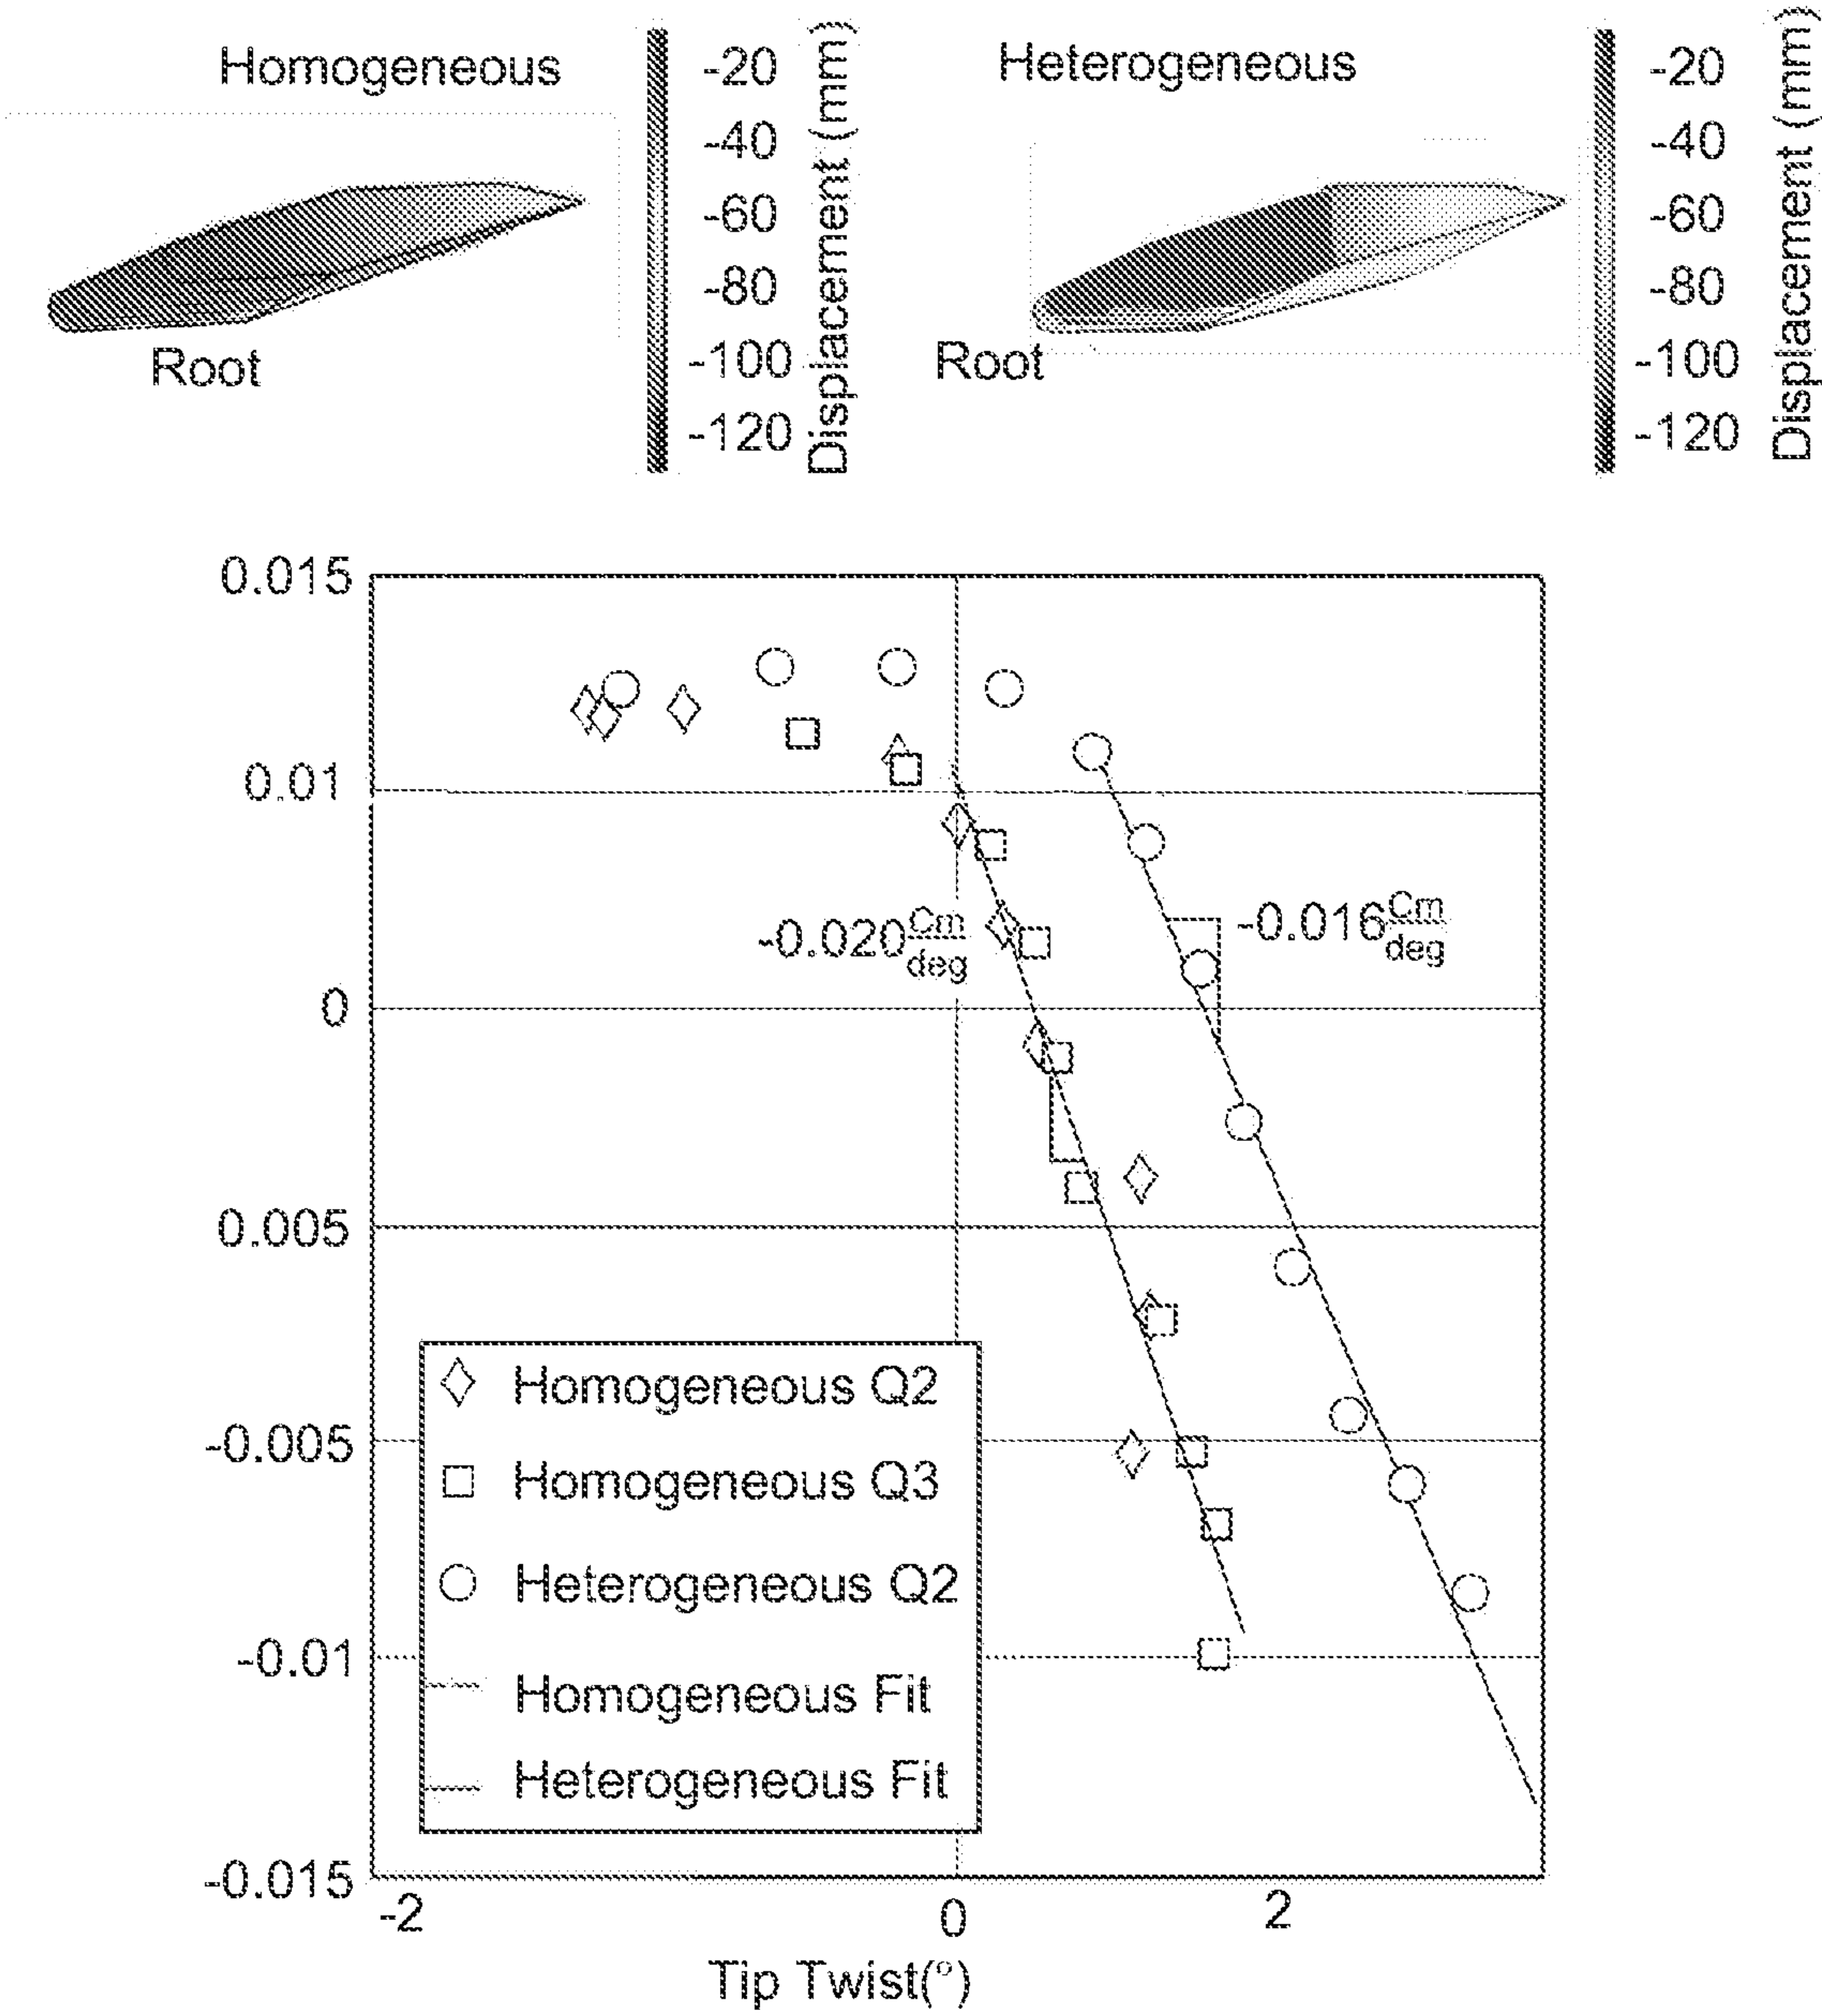 Homogeneous
-20
-40
-60
-80
-100
-120
Displacement (mm)
Root
Heterogeneous
-20
-40
-60
-80
-100
-120
Displacement (mm)
Root
0.015
0.01
0
0.005
-0.005
-0.01
-0.015
-0.020 Cm
deg
-0.016 Cm
deg
Homogeneous Q2
Homogeneous Q3
Heterogeneous Q2
Homogeneous Fit
Heterogeneous Fit
-2
0
2
Tip Twist(°)